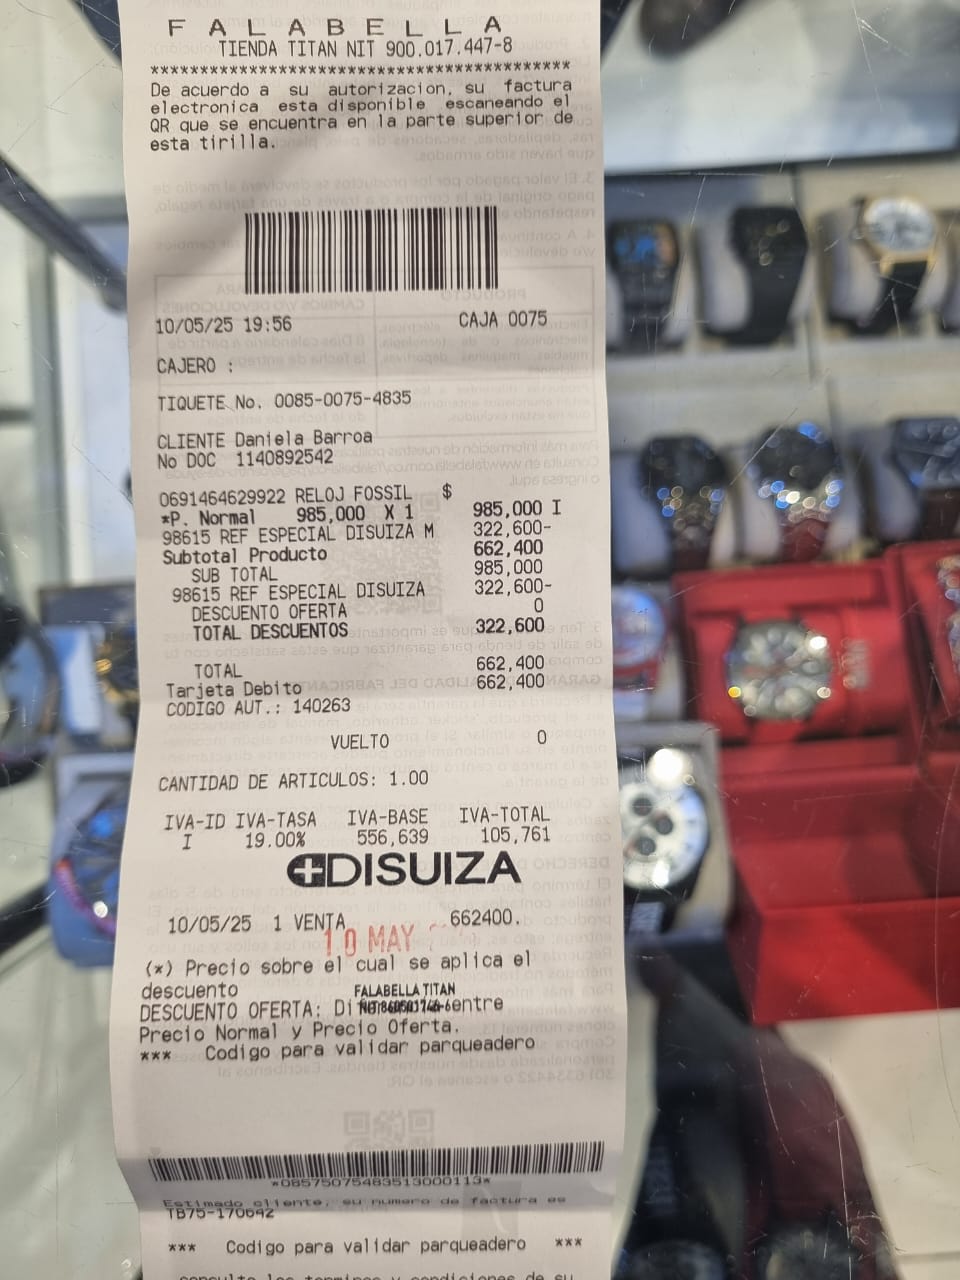 F A L A B E L L A
TIENDA TITAN NIT 900.017.447-8
******************************************
De acuerdo a su autorizacion, su factura
electronica esta disponible escaneando el
QR que se encuentra en la parte superior de
esta tirilla.
10/05/25 19:56 CAJA 0075
CAJERO :
TIQUETE No. 0085-0075-4835
CLIENTE Daniela Barroa
No DOC 1140892542
0691464629922 RELOJ FOSSIL $
*P. Normal 985,000 X 1 985,000 I
98615 REF ESPECIAL DISUIZA M 322,600-
Subtotal Producto 662,400
SUB TOTAL 985,000
98615 REF ESPECIAL DISUIZA 322,600-
DESCUENTO OFERTA 0
TOTAL DESCUENTOS 322,600
TOTAL 662,400
Tarjeta Debito 662,400
CODIGO AUT.: 140263
VUELTO 0
CANTIDAD DE ARTICULOS: 1.00
IVA-ID IVA-TASA IVA-BASE IVA-TOTAL
I 19.00% 556,639 105,761
DISUIZA
10/05/25 1 VENTA 662400.
10 MAY
(*) Precio sobre el cual se aplica el
descuento
FALABELLA TITAN
DESCUENTO OFERTA: entre
Precio Normal y Precio Oferta.
*** Codigo para validar parqueadero
*08575075483513000113*
Estimado cliente, su numero de factura es
TB75-170642
*** Codigo para validar parqueadero ***